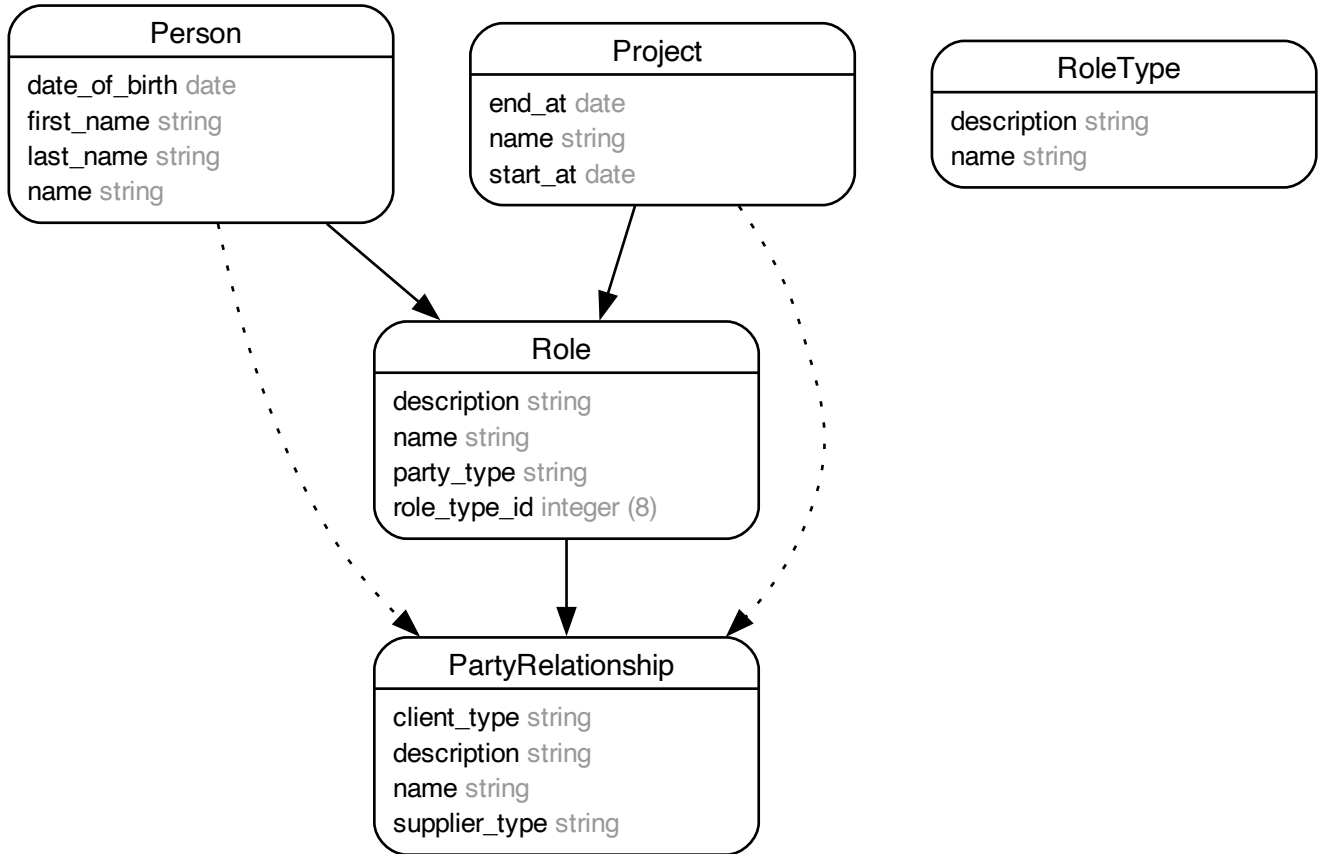 Person
date_of_birth date
first_name string
last_name string
name string
Project
end_at date
name string
start_at date
RoleType
description string
name string
Role
description string
name string
party_type string
role_type_id integer (8)
PartyRelationship
client_type string
description string
name string
supplier_type string